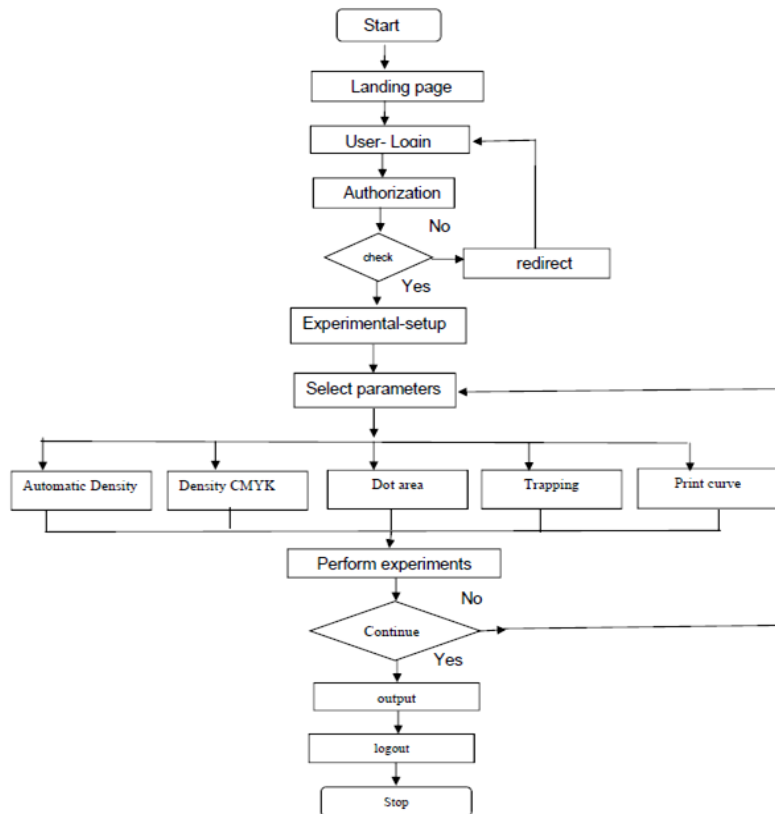 Start
Landing page
User- Login
Authorization
No
check
redirect
Yes
Experimental-setup
Select parameters
Automatic Density
Density CMYK
Dot area
Trapping
Print curve
Perform experiments
No
Continue
Yes
output
logout
Stop